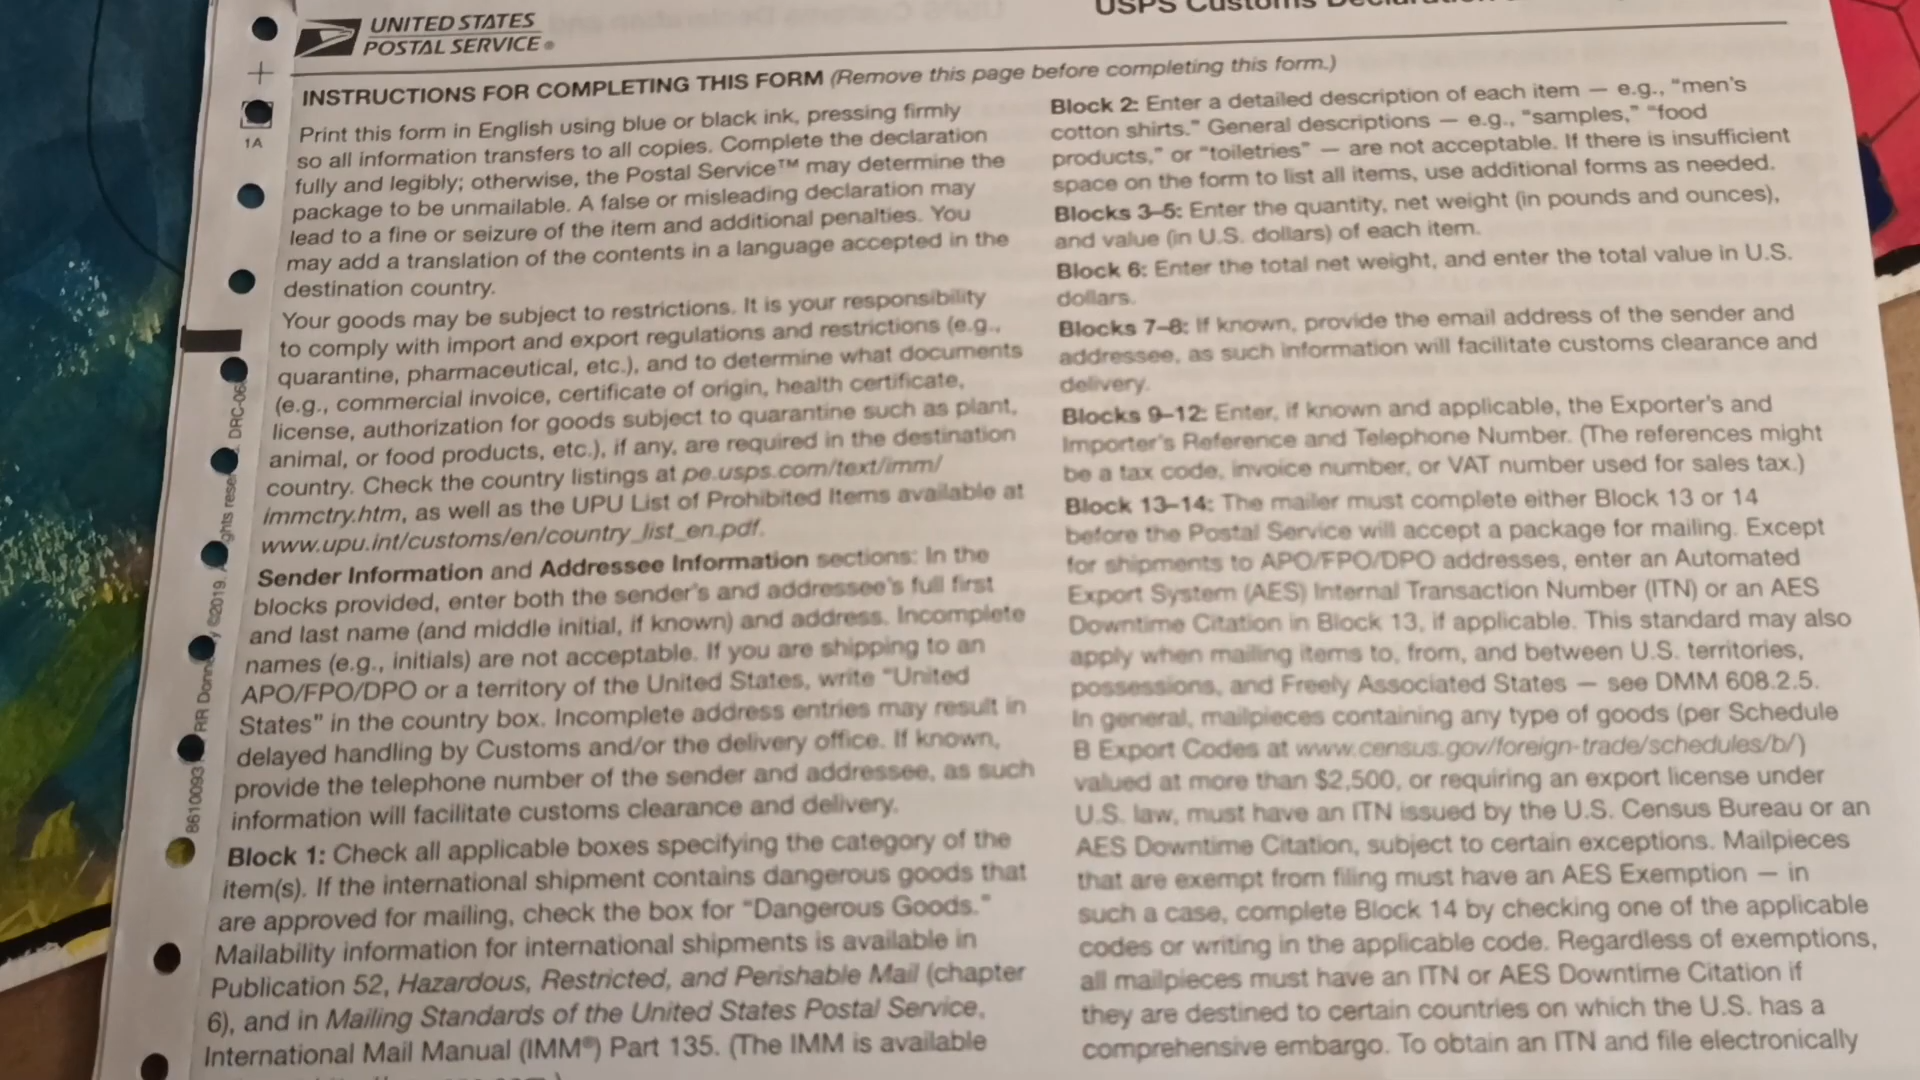 UNITED STATES
POSTAL SERVICE®
USPS Customs
INSTRUCTIONS FOR COMPLETING THIS FORM (Remove this page before completing this form.)
1A
Print this form in English using blue or black ink, pressing firmly
so all information transfers to all copies. Complete the declaration
fully and legibly; otherwise, the Postal Service™ may determine the
package to be unmailable. A false or misleading declaration may
lead to a fine or seizure of the item and additional penalties. You
may add a translation of the contents in a language accepted in the
destination country.
Your goods may be subject to restrictions. It is your responsibility
to comply with import and export regulations and restrictions (e.g.,
quarantine, pharmaceutical, etc.), and to determine what documents
(e.g., commercial invoice, certificate of origin, health certificate,
license, authorization for goods subject to quarantine such as plant,
animal, or food products, etc.), if any, are required in the destination
country. Check the country listings at pe.usps.com/text/imm/
immctry.htm, as well as the UPU List of Prohibited Items available at
www.upu.int/customs/en/country_list_en.pdf.
Sender Information and Addressee Information sections: In the
blocks provided, enter both the sender's and addressee's full first
and last name (and middle initial, if known) and address. Incomplete
names (e.g., initials) are not acceptable. If you are shipping to an
APO/FPO/DPO or a territory of the United States, write "United
States" in the country box. Incomplete address entries may result in
delayed handling by Customs and/or the delivery office. If known,
provide the telephone number of the sender and addressee, as such
information will facilitate customs clearance and delivery.
Block 1: Check all applicable boxes specifying the category of the
item(s). If the international shipment contains dangerous goods that
are approved for mailing, check the box for "Dangerous Goods."
Mailability information for international shipments is available in
Publication 52, Hazardous, Restricted, and Perishable Mail (chapter
6), and in Mailing Standards of the United States Postal Service,
International Mail Manual (IMM®) Part 135. (The IMM is available
Block 2: Enter a detailed description of each item — e.g., "men's
cotton shirts." General descriptions — e.g., "samples," "food
products," or "toiletries" — are not acceptable. If there is insufficient
space on the form to list all items, use additional forms as needed.
Blocks 3–5: Enter the quantity, net weight (in pounds and ounces),
and value (in U.S. dollars) of each item.
Block 6: Enter the total net weight, and enter the total value in U.S.
dollars.
Blocks 7–8: If known, provide the email address of the sender and
addressee, as such information will facilitate customs clearance and
delivery.
Blocks 9–12: Enter, if known and applicable, the Exporter's and
Importer's Reference and Telephone Number. (The references might
be a tax code, invoice number, or VAT number used for sales tax.)
Block 13–14: The mailer must complete either Block 13 or 14
before the Postal Service will accept a package for mailing. Except
for shipments to APO/FPO/DPO addresses, enter an Automated
Export System (AES) Internal Transaction Number (ITN) or an AES
Downtime Citation in Block 13, if applicable. This standard may also
apply when mailing items to, from, and between U.S. territories,
possessions, and Freely Associated States — see DMM 608.2.5.
In general, mailpieces containing any type of goods (per Schedule
B Export Codes at www.census.gov/foreign-trade/schedules/b/)
valued at more than $2,500, or requiring an export license under
U.S. law, must have an ITN issued by the U.S. Census Bureau or an
AES Downtime Citation, subject to certain exceptions. Mailpieces
that are exempt from filing must have an AES Exemption — in
such a case, complete Block 14 by checking one of the applicable
codes or writing in the applicable code. Regardless of exemptions,
all mailpieces must have an ITN or AES Downtime Citation if
they are destined to certain countries on which the U.S. has a
comprehensive embargo. To obtain an ITN and file electronically
8610093 RR ©2019. DRC-06